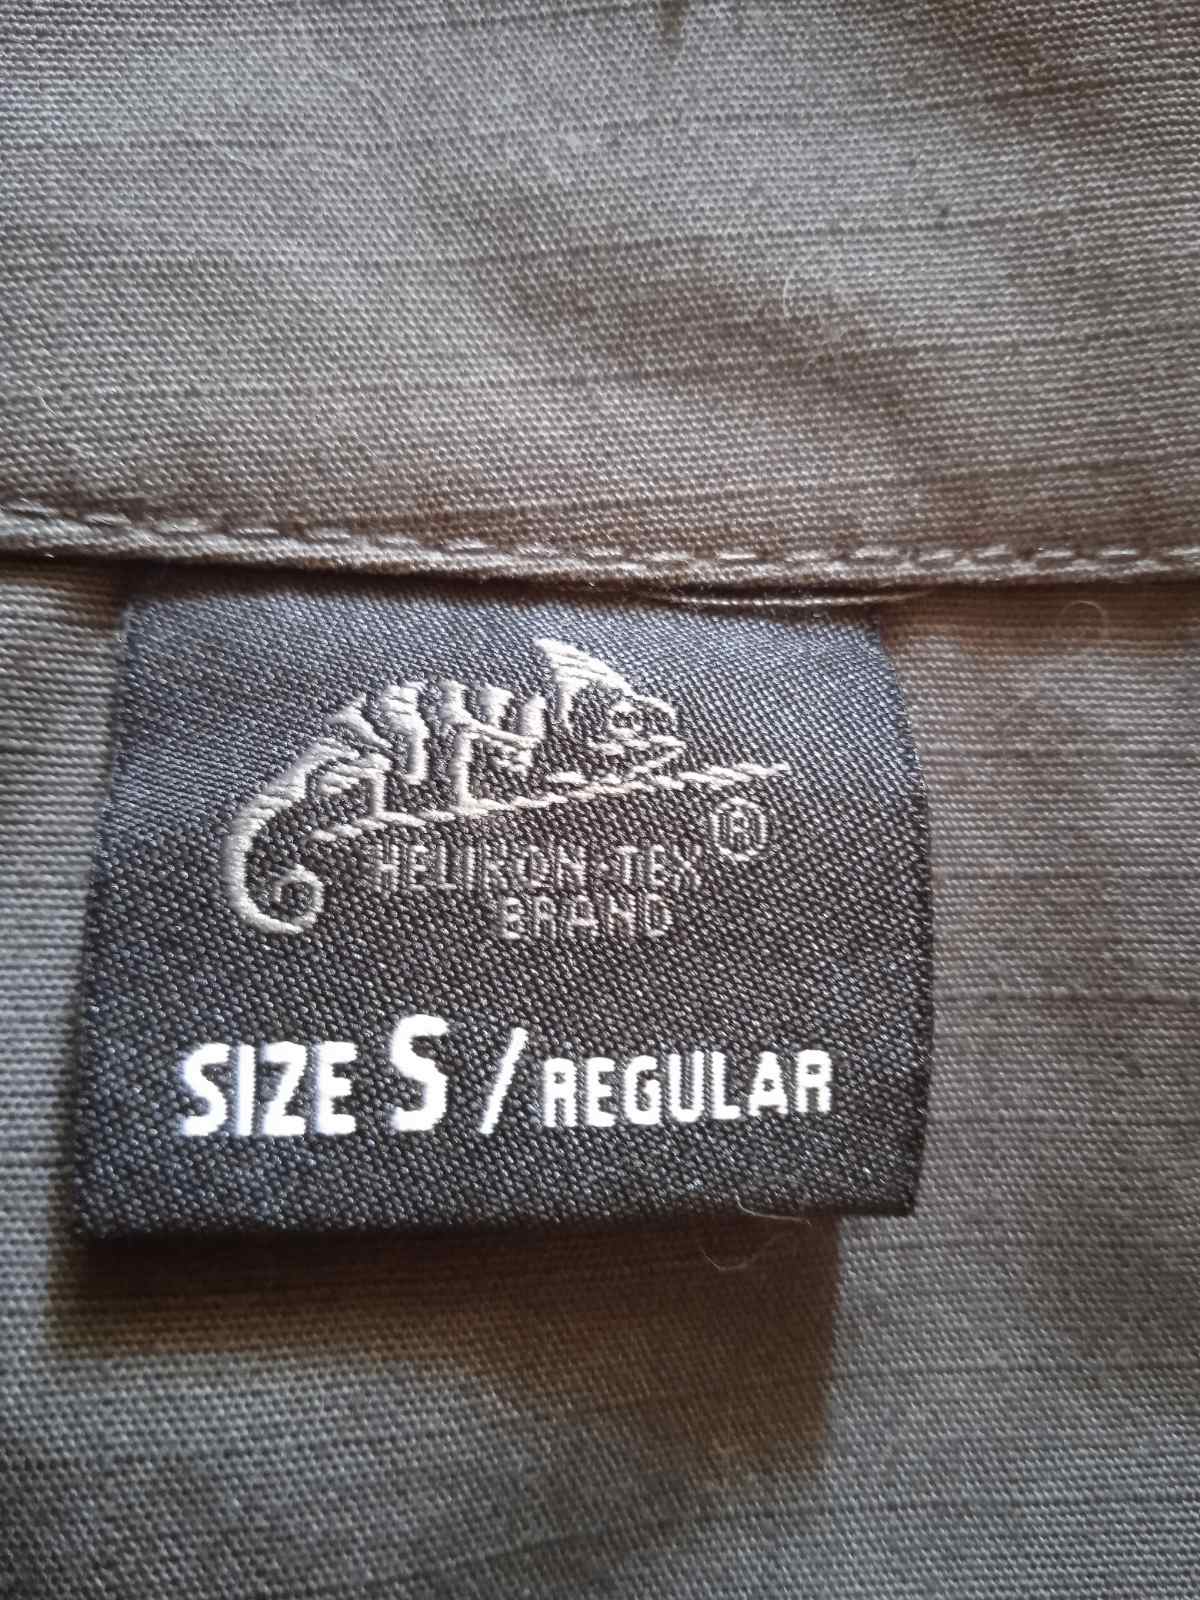 HELIKON-TEX ®
BRAND
SIZE S / REGULAR